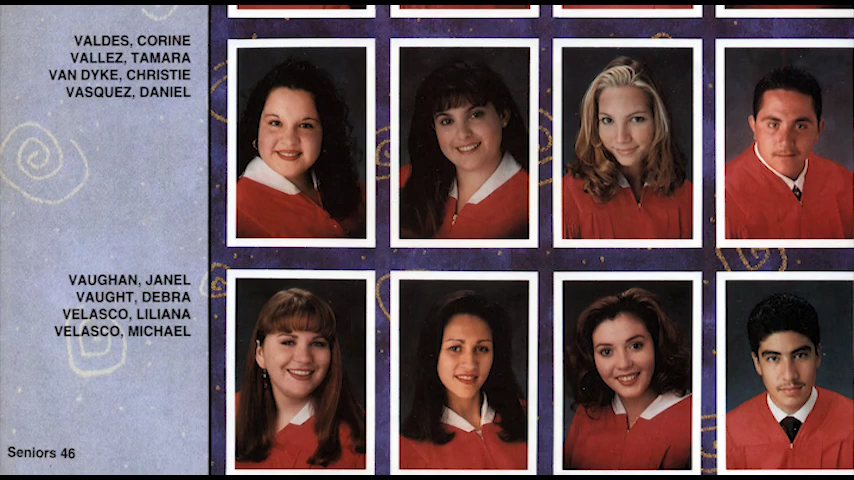 VALDES, CORINE
VALLEZ, TAMARA
VAN DYKE, CHRISTIE
VASQUEZ, DANIEL
VAUGHAN, JANEL
VAUGHT, DEBRA
VELASCO, LILIANA
VELASCO, MICHAEL
Seniors 46